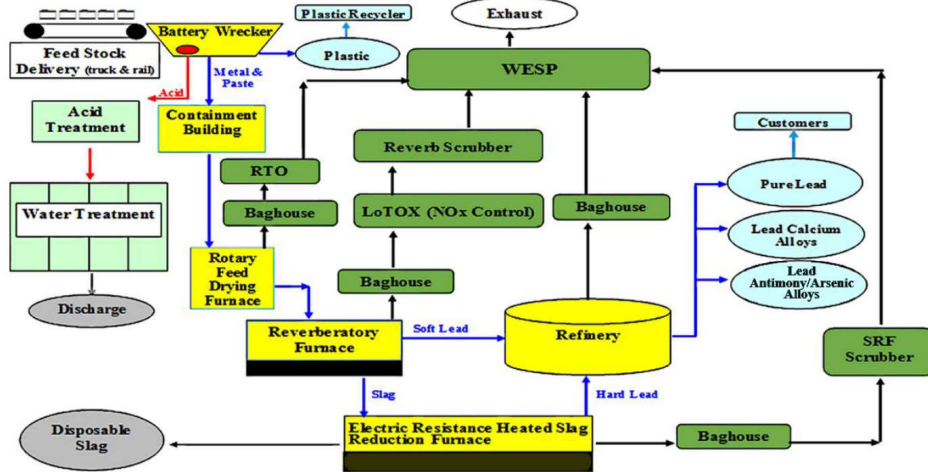 Plastic Recycler
Exhaust
Battery Wrecker
Feed Stock
Delivery (truck & rail)
Plastic
WESP
Metal &
Paste
Acid
Acid
Treatment
Containment
Building
Customers
Reverb Scrubber
RTO
Pure Lead
Baghouse
LoTOX (NOx Control)
Baghouse
Water Treatment
Lead Calcium
Alloys
Rotary
Feed
Drying
Furnace
Baghouse
Lead
Antimony/Arsenic
Alloys
Discharge
Reverberatory
Furnace
Soft Lead
Refinery
SRF
Scrubber
Slag
Hard Lead
Disposable
Slag
Electric Resistance Heated Slag
Reduction Furnace
Baghouse